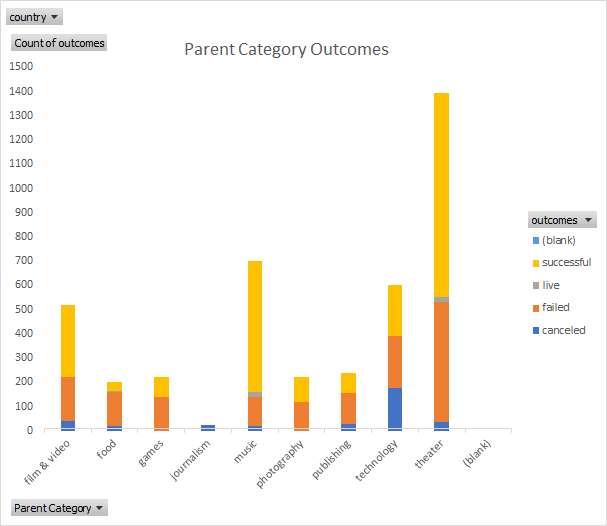 country
Count of outcomes
Parent Category Outcomes
1500
1400
1300
1200
1100
1000
900
800
700
600
500
400
300
200
100
0
film & video
food
games
journalism
music
photography
publishing
technology
theater
(blank)
outcomes
(blank)
successful
live
failed
canceled
Parent Category